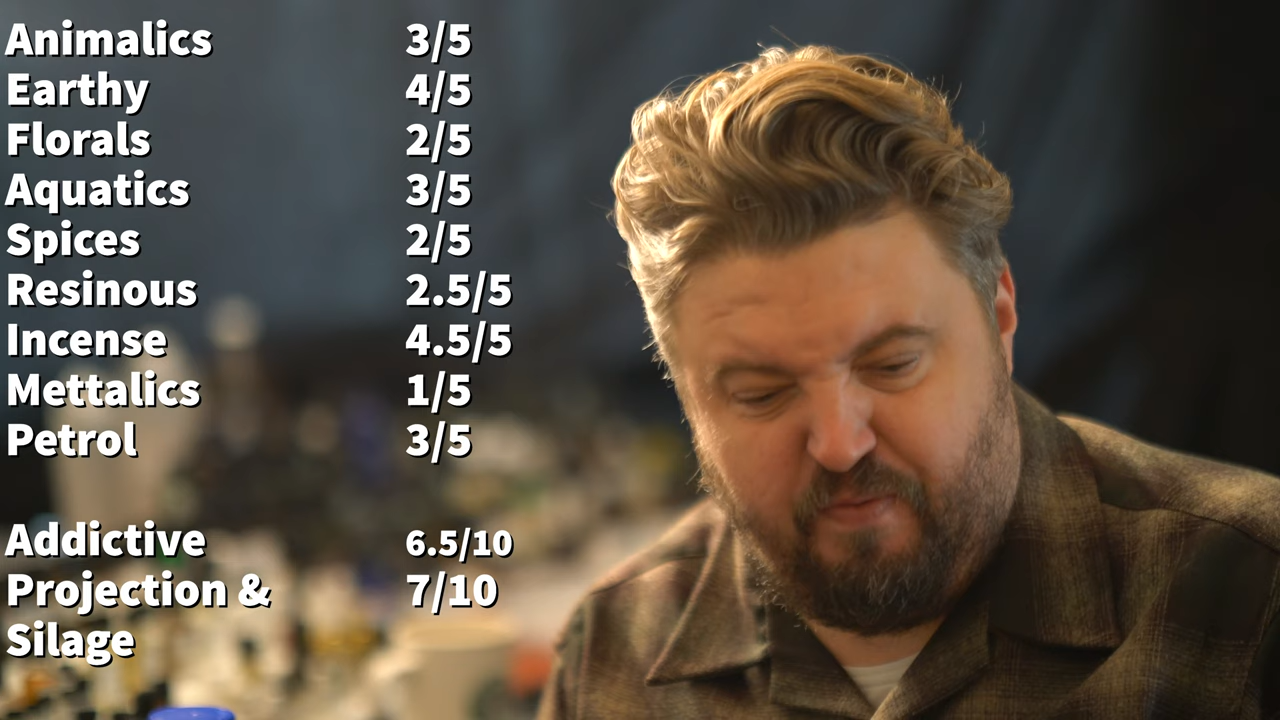 Animalics 3/5
Earthy 4/5
Florals 2/5
Aquatics 3/5
Spices 2/5
Resinous 2.5/5
Incense 4.5/5
Mettalics 1/5
Petrol 3/5
Addictive 6.5/10
Projection & 7/10
Silage